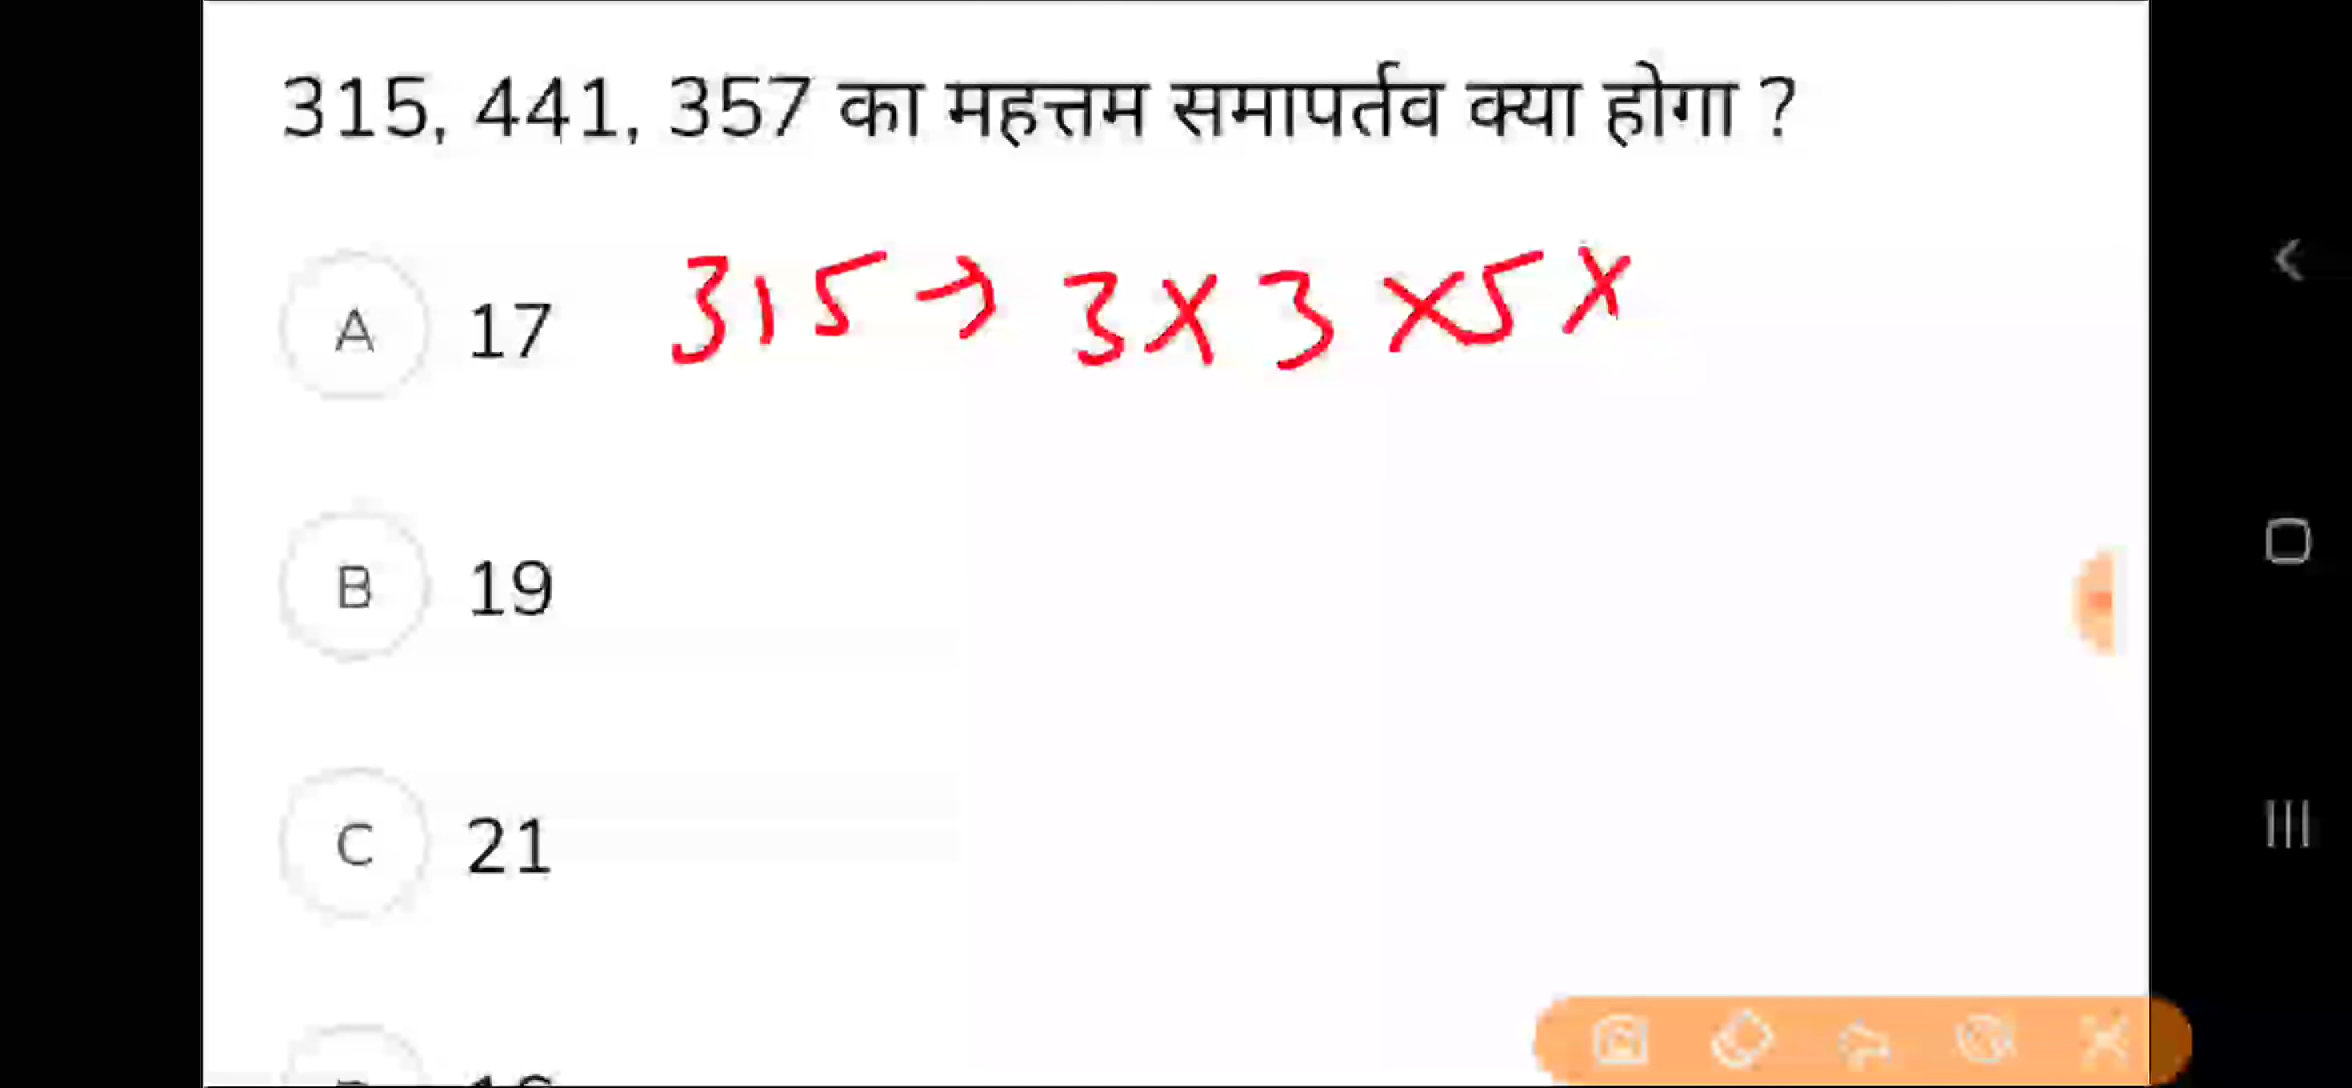 315, 441, 357 का महत्तम समापर्तव क्या होगा ?
A 17
315 → 3 × 3 × 5 ×
B 19
C 21